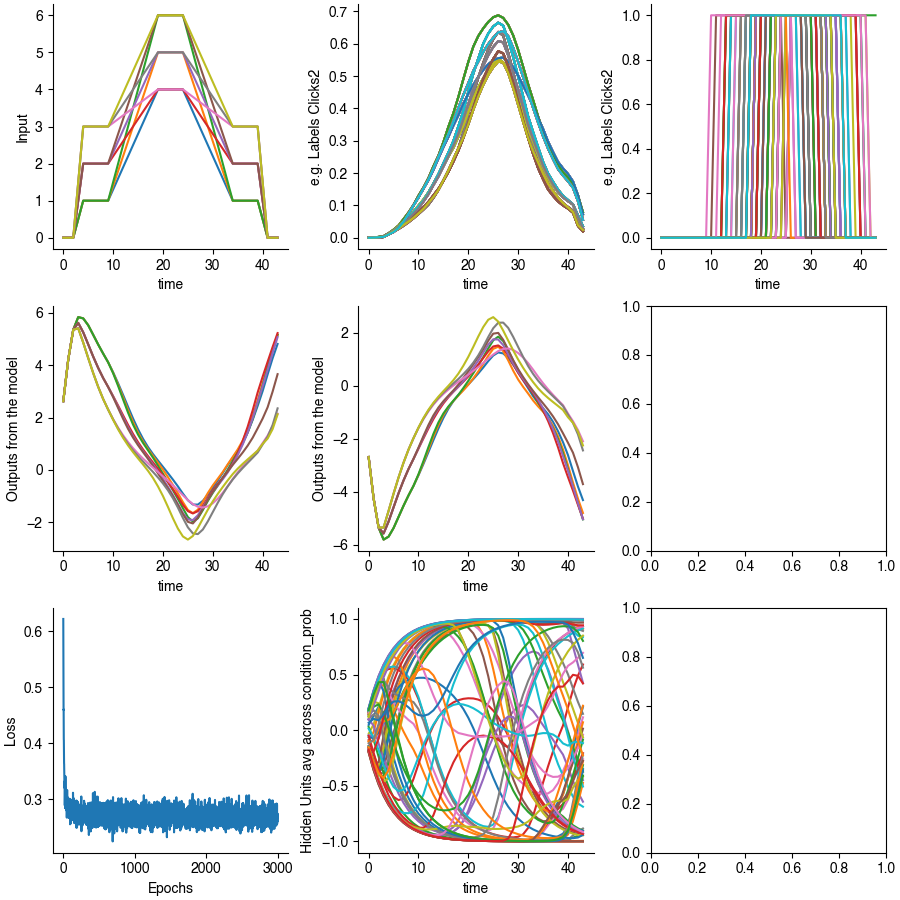 6
5
4
3
2
1
0
Input
0 10 20 30 40
time
0.7
0.6
0.5
0.4
0.3
0.2
0.1
0.0
e.g. Labels Clicks2
0 10 20 30 40
time
1.0
0.8
0.6
0.4
0.2
0.0
e.g. Labels Clicks2
0 10 20 30 40
time
6
4
2
0
−2
Outputs from the model
0 10 20 30 40
time
2
0
−2
−4
−6
Outputs from the model
0 10 20 30 40
time
1.0
0.8
0.6
0.4
0.2
0.0
0.0 0.2 0.4 0.6 0.8 1.0
0.6
0.5
0.4
0.3
Loss
0 1000 2000 3000
Epochs
1.0
0.5
0.0
−0.5
−1.0
Hidden Units avg across condition_prob
0 10 20 30 40
time
1.0
0.8
0.6
0.4
0.2
0.0
0.0 0.2 0.4 0.6 0.8 1.0